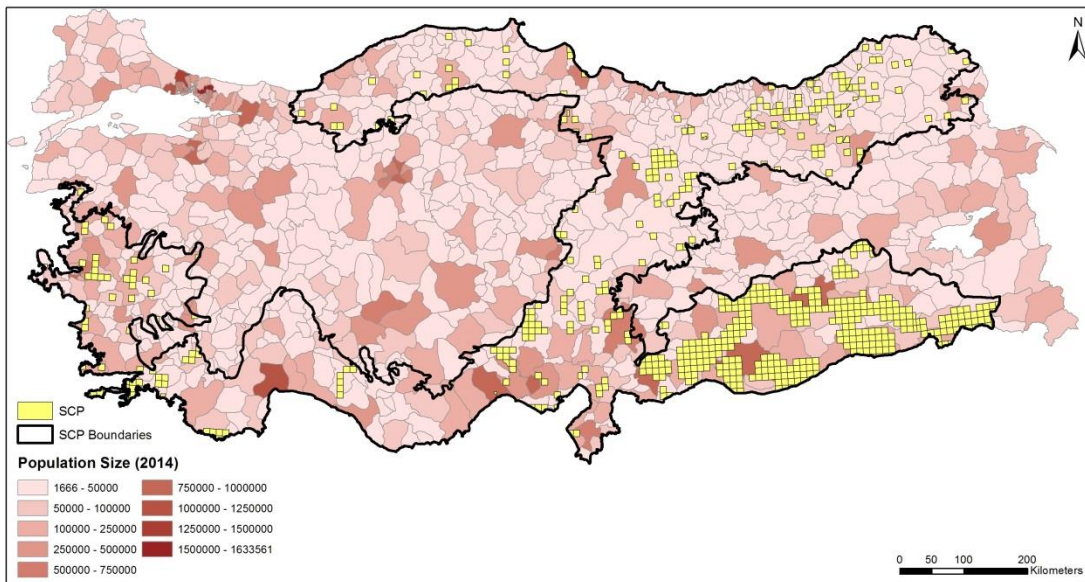 N
SCP
SCP Boundaries
Population Size (2014)
1666 - 50000
50000 - 100000
100000 - 250000
250000 - 500000
500000 - 750000
750000 - 1000000
1000000 - 1250000
1250000 - 1500000
1500000 - 1633561
0 50 100 200
Kilometers